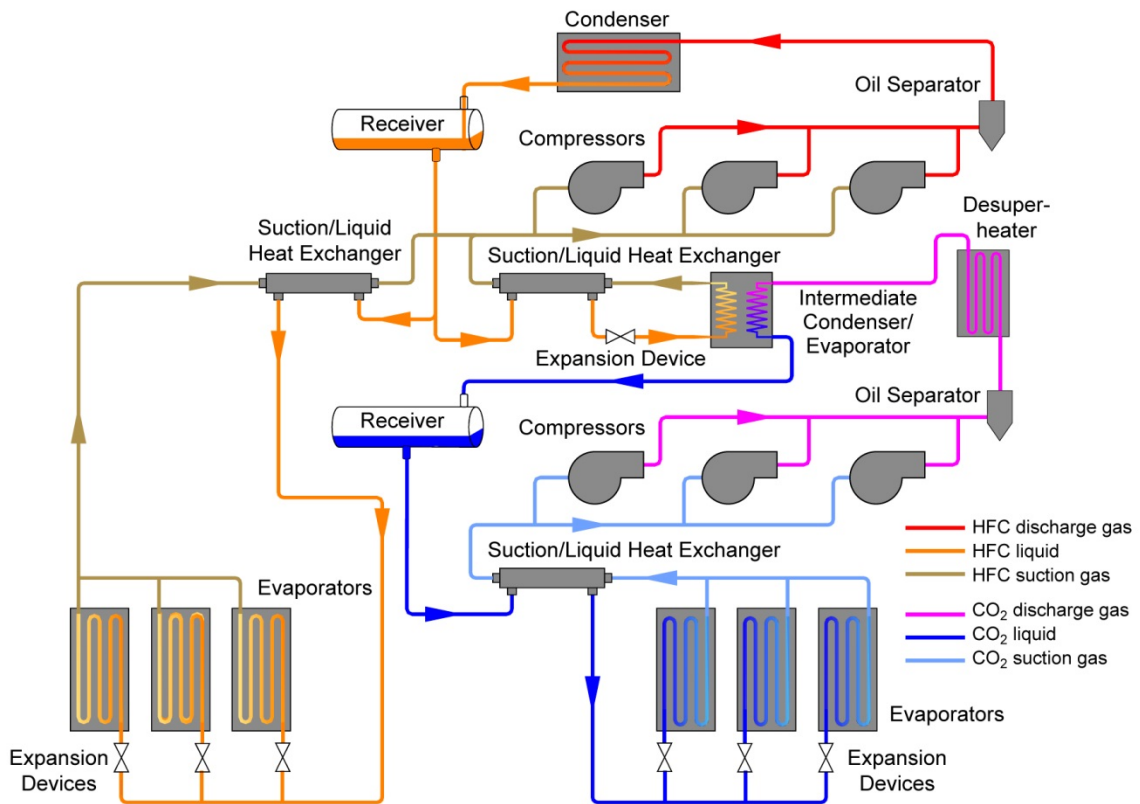 Condenser
Oil Separator
Receiver
Compressors
Desuper-
heater
Suction/Liquid
Heat Exchanger
Suction/Liquid Heat Exchanger
Intermediate
Condenser/
Evaporator
Expansion Device
Oil Separator
Receiver
Compressors
HFC discharge gas
HFC liquid
HFC suction gas
Suction/Liquid Heat Exchanger
Evaporators
CO₂ discharge gas
CO₂ liquid
CO₂ suction gas
Evaporators
Expansion
Devices
Expansion
Devices